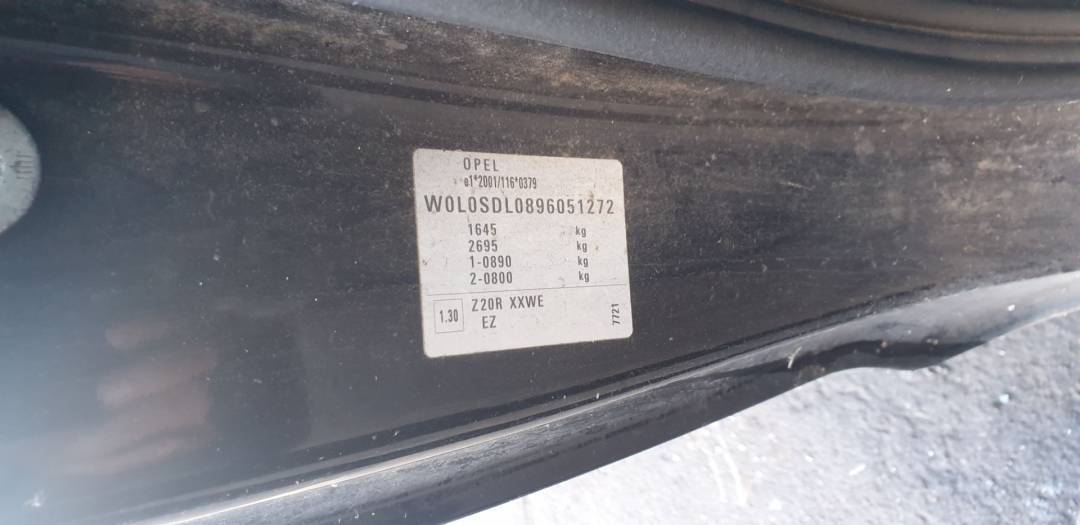 OPEL
e1*2001/116*0379
W0L0SDL0896051272
1645 kg
2695 kg
1-0890 kg
2-0800 kg
1.30 Z20R XXWE
EZ
7721